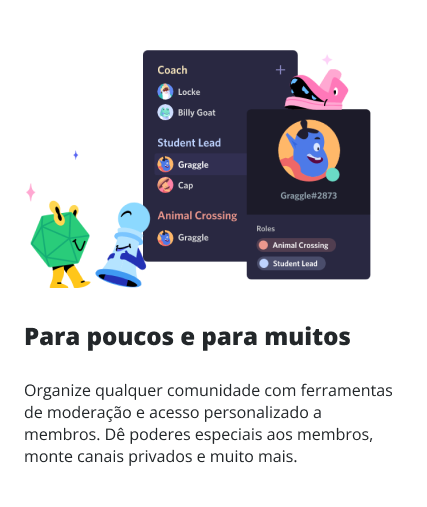 Coach
Locke
Billy Goat
Student Lead
Graggle
Cap
Animal Crossing
Graggle
Graggle#2873
Roles
Animal Crossing
Student Lead
Para poucos e para muitos
Organize qualquer comunidade com ferramentas
de moderação e acesso personalizado a
membros. Dê poderes especiais aos membros,
monte canais privados e muito mais.